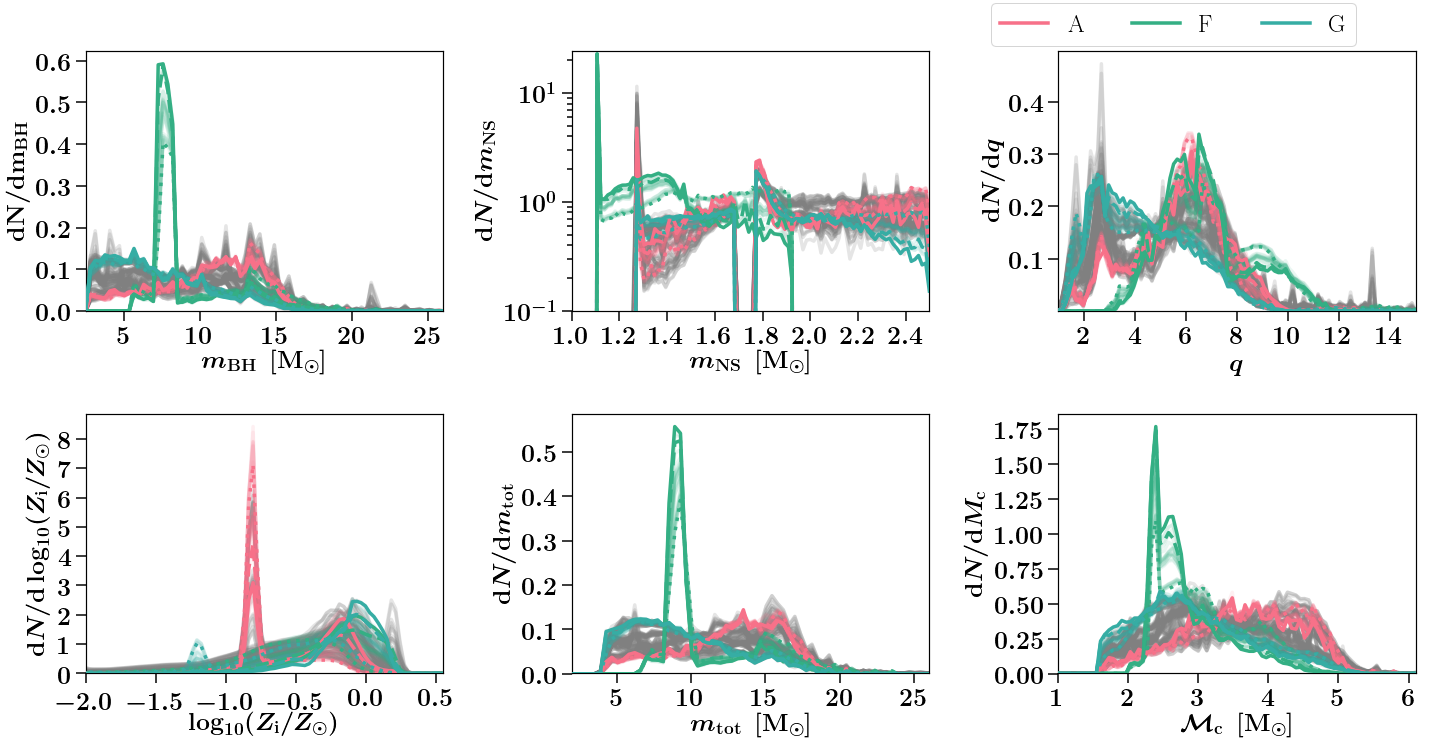 A F G
dN/dm_BH
0.6
0.5
0.4
0.3
0.2
0.1
0.0
5 10 15 20 25
m_BH [M_⊙]
dN/dm_NS
10^1
10^0
10^−1
1.0 1.2 1.4 1.6 1.8 2.0 2.2 2.4
m_NS [M_⊙]
dN/dq
0.4
0.3
0.2
0.1
2 4 6 8 10 12 14
q
dN/d log_10(Z_i/Z_⊙)
8
7
6
5
4
3
2
1
0
−2.0 −1.5 −1.0 −0.5 0.0 0.5
log_10(Z_i/Z_⊙)
dN/dm_tot
0.5
0.4
0.3
0.2
0.1
0.0
5 10 15 20 25
m_tot [M_⊙]
dN/dM_c
1.75
1.50
1.25
1.00
0.75
0.50
0.25
0.00
1 2 3 4 5 6
ℳ_c [M_⊙]